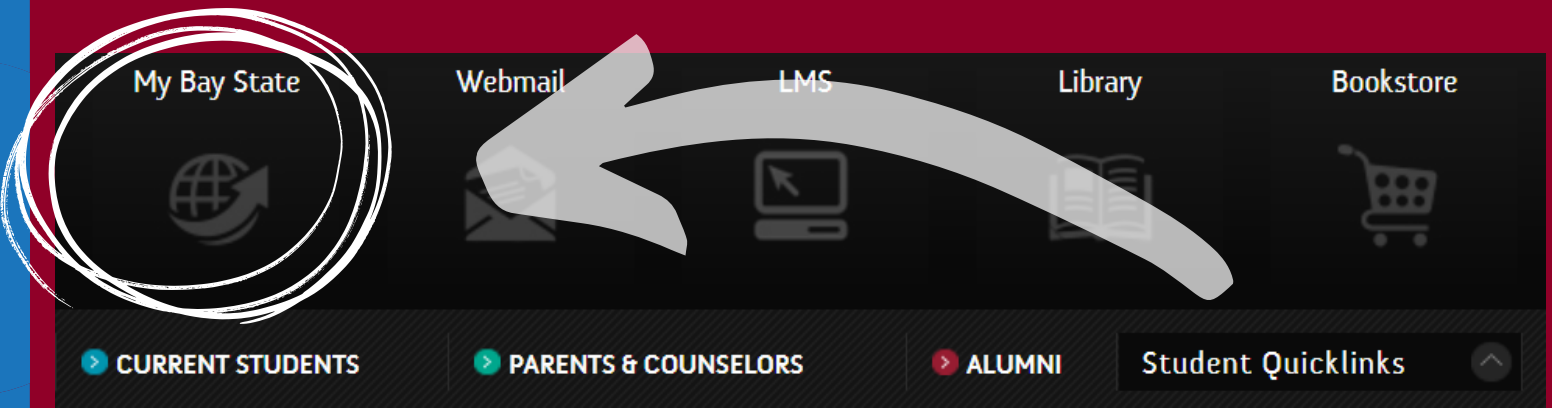 My Bay State
Webmail
LMS
Library
Bookstore
CURRENT STUDENTS
PARENTS & COUNSELORS
ALUMNI
Student Quicklinks